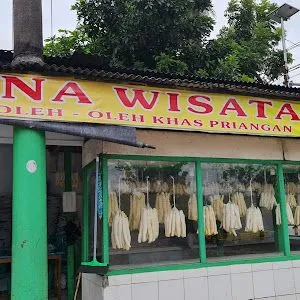 NA WISATA
OLEH - OLEH KHAS PRIANGAN